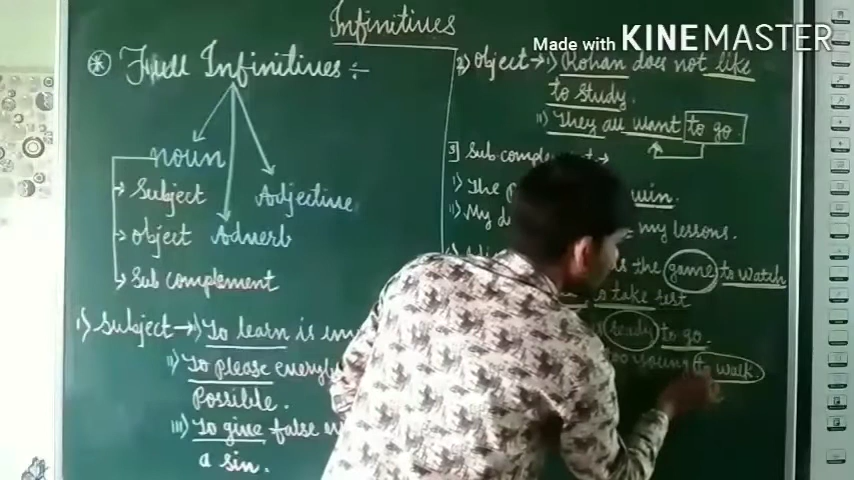 Infinitives
Made with KINEMASTER
* Full Infinitives :-
noun
Subject
Object
Sub complement
Adverb
Adjective
1) Subject → i) To learn is
ii) To please
possible.
iii) To give false
a sin.
2) Object → i) Rohan does not like
to study.
ii) They all want to go.
3] Sub
i) The win.
ii) My my lessons.
the game to watch
to take rest
ready to go.
too young to walk.